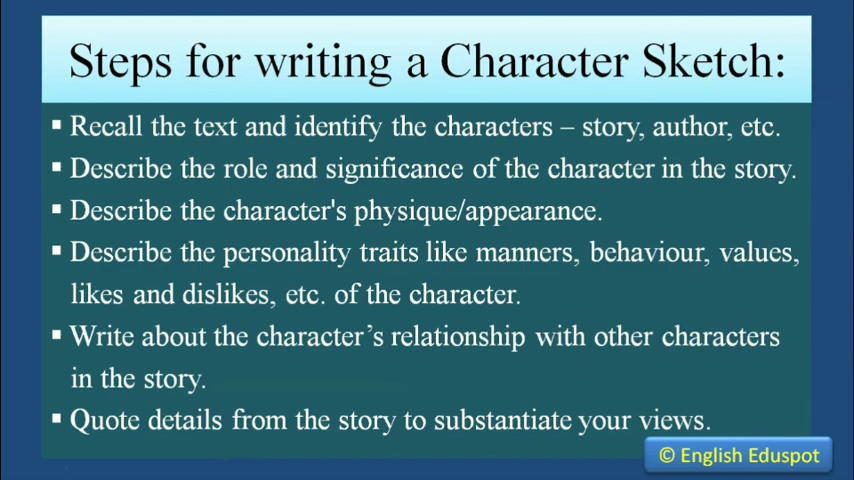 Steps for writing a Character Sketch:
▪ Recall the text and identify the characters – story, author, etc.
▪ Describe the role and significance of the character in the story.
▪ Describe the character's physique/appearance.
▪ Describe the personality traits like manners, behaviour, values,
likes and dislikes, etc. of the character.
▪ Write about the character’s relationship with other characters
in the story.
▪ Quote details from the story to substantiate your views.
© English Eduspot